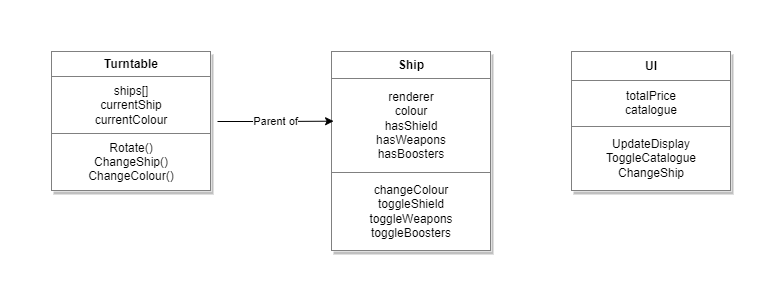 Turntable
ships[]
currentShip
currentColour
Rotate()
ChangeShip()
ChangeColour()
Parent of
Ship
renderer
colour
hasShield
hasWeapons
hasBoosters
changeColour
toggleShield
toggleWeapons
toggleBoosters
UI
totalPrice
catalogue
UpdateDisplay
ToggleCatalogue
ChangeShip